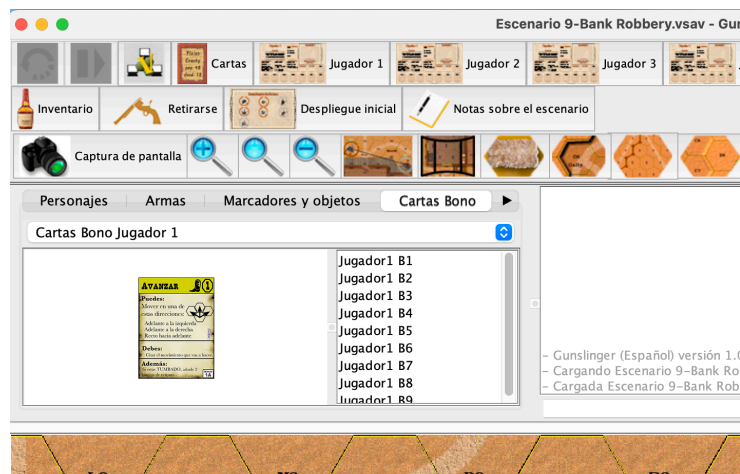 Escenario 9-Bank Robbery.vsav - Gun
Cartas
Jugador 1
Jugador 2
Jugador 3
Inventario
Retirarse
Despliegue inicial
Notas sobre el escenario
Captura de pantalla
Personajes
Armas
Marcadores y objetos
Cartas Bono
Cartas Bono Jugador 1
AVANZAR
1
Puedes:
Mover en una de
estas direcciones:
Adelante a la izquierda
Adelante a la derecha
Recto hacia adelante
Debes:
Además:
Jugador1 B1
Jugador1 B2
Jugador1 B3
Jugador1 B4
Jugador1 B5
Jugador1 B6
Jugador1 B7
Jugador1 B8
Jugador1 B9
- Gunslinger (Español) versión 1.0
- Cargando Escenario 9-Bank Ro
- Cargada Escenario 9-Bank Rob